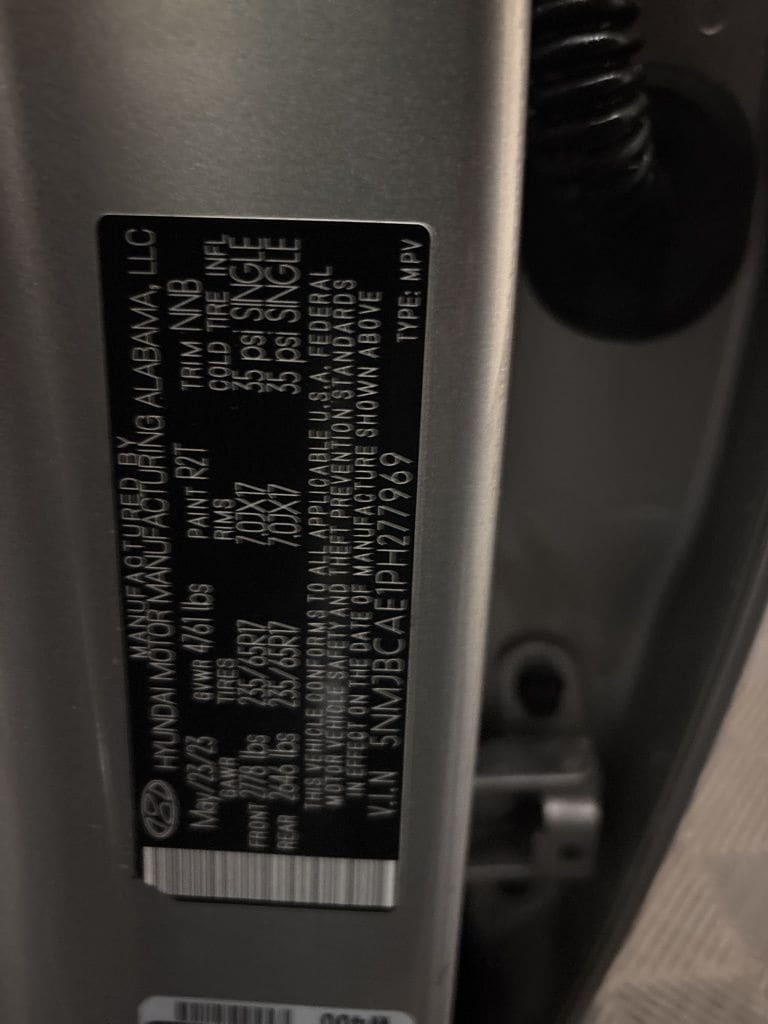 MANUFACTURED BY
HYUNDAI MOTOR MANUFACTURING ALABAMA, LLC
May/23/23 GVWR 4761 lbs PAINT R2T TRIM NNB
GAWR TIRES RIMS COLD TIRE INFL
FRONT 2778 lbs 235/65R17 7.0JX17 35 psi SINGLE
REAR 2646 lbs 235/65R17 7.0JX17 35 psi SINGLE
THIS VEHICLE CONFORMS TO ALL APPLICABLE U.S.A. FEDERAL
MOTOR VEHICLE SAFETY AND THEFT PREVENTION STANDARDS
IN EFFECT ON THE DATE OF MANUFACTURE SHOWN ABOVE
V.I.N 5NMJBCAE1PH277969 TYPE: MPV